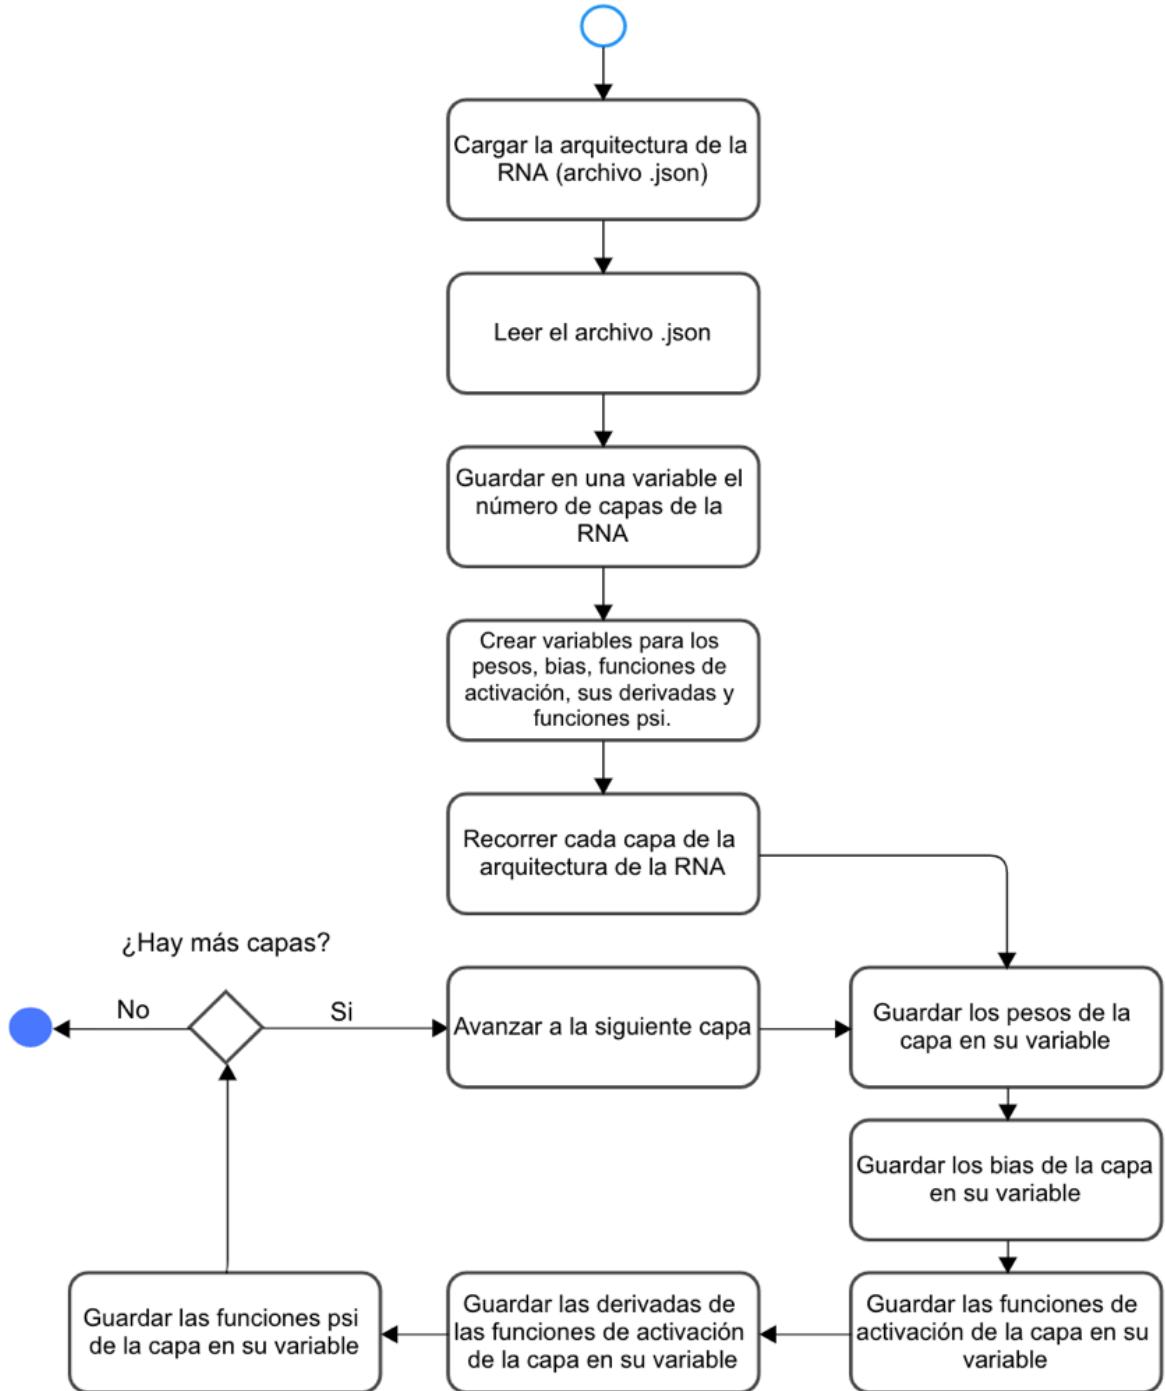 Cargar la arquitectura de la
RNA (archivo .json)
Leer el archivo .json
Guardar en una variable el
número de capas de la
RNA
Crear variables para los
pesos, bias, funciones de
activación, sus derivadas y
funciones psi.
Recorrer cada capa de la
arquitectura de la RNA
¿Hay más capas?
No
Si
Avanzar a la siguiente capa
Guardar los pesos de la
capa en su variable
Guardar los bias de la capa
en su variable
Guardar las funciones de
activación de la capa en su
variable
Guardar las derivadas de
las funciones de activación
de la capa en su variable
Guardar las funciones psi
de la capa en su variable